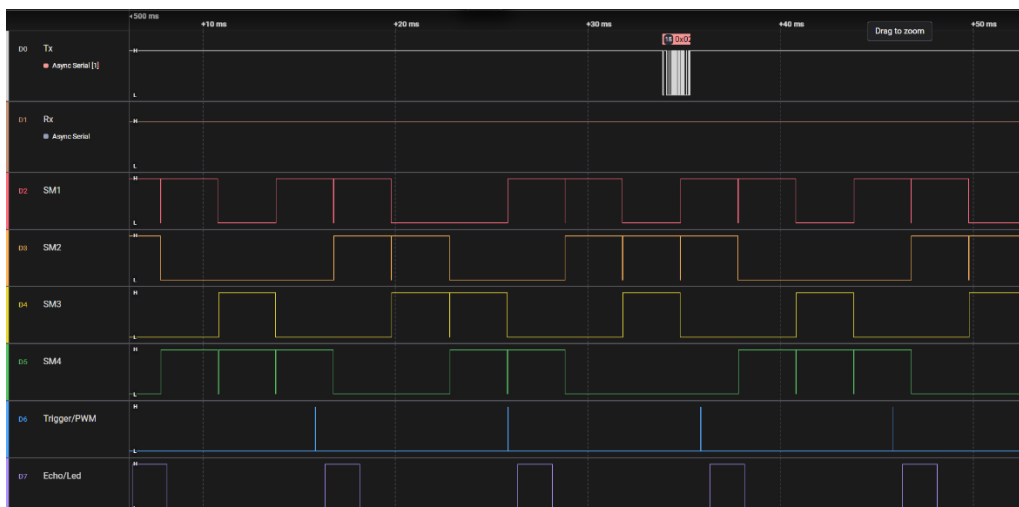 +500 ms
+10 ms +20 ms +30 ms +40 ms +50 ms
Drag to zoom
D0 Tx H
Async Serial [1]
L
D1 Rx H
Async Serial
L
D2 SM1 H
L
D3 SM2 H
L
D4 SM3 H
L
D5 SM4 H
L
D6 Trigger/PWM H
L
D7 Echo/Led H
L